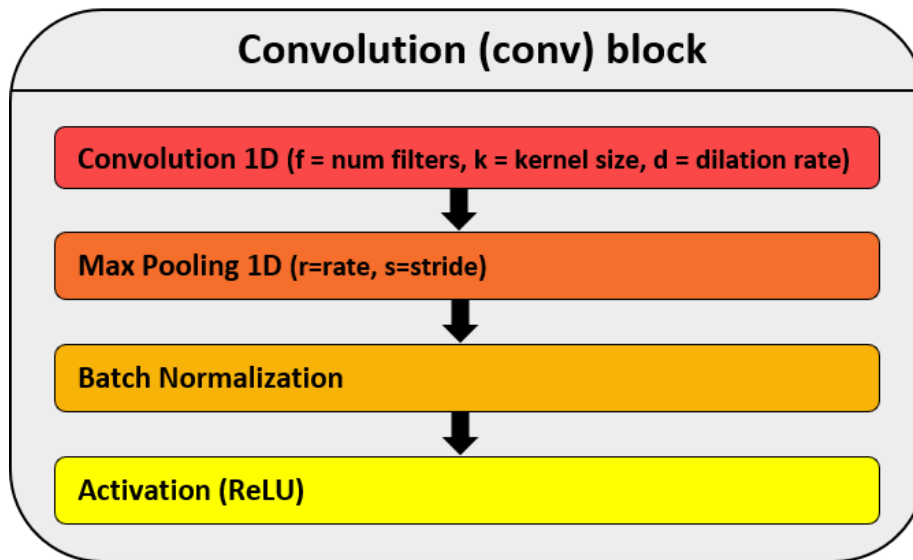 Convolution (conv) block
Convolution 1D (f = num filters, k = kernel size, d = dilation rate)
Max Pooling 1D (r=rate, s=stride)
Batch Normalization
Activation (ReLU)